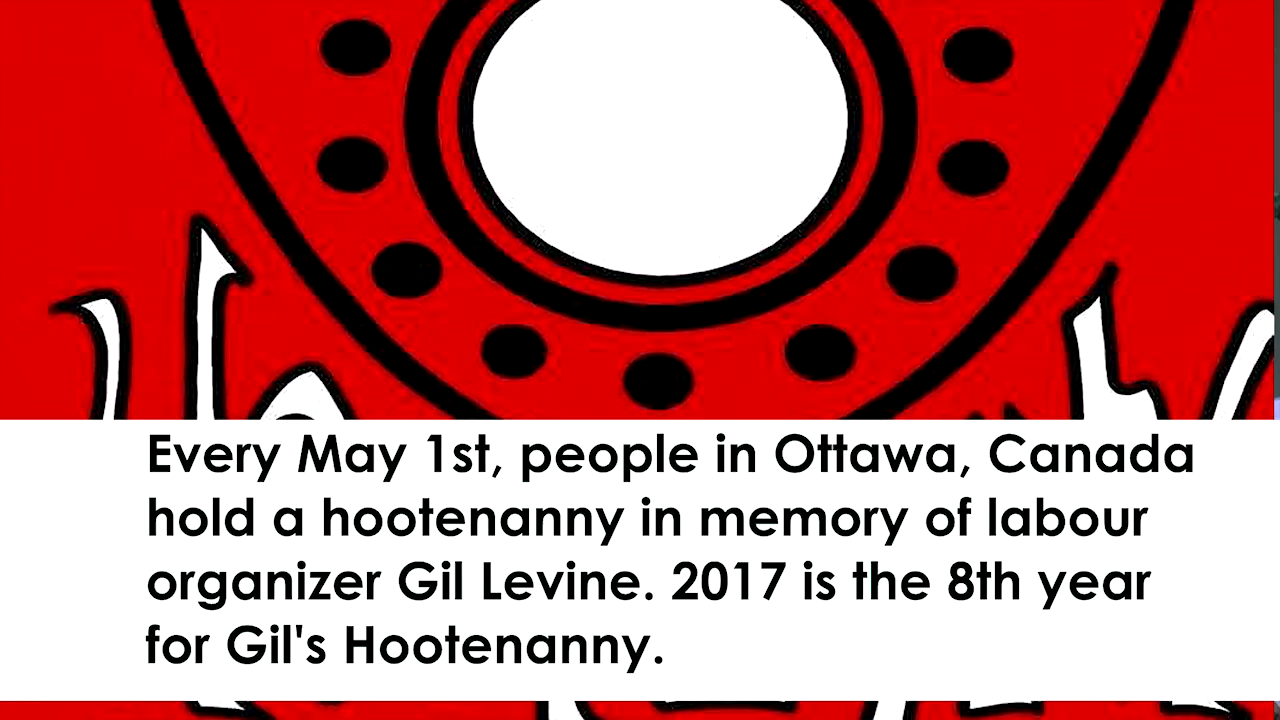 Every May 1st, people in Ottawa, Canada
hold a hootenanny in memory of labour
organizer Gil Levine. 2017 is the 8th year
for Gil's Hootenanny.